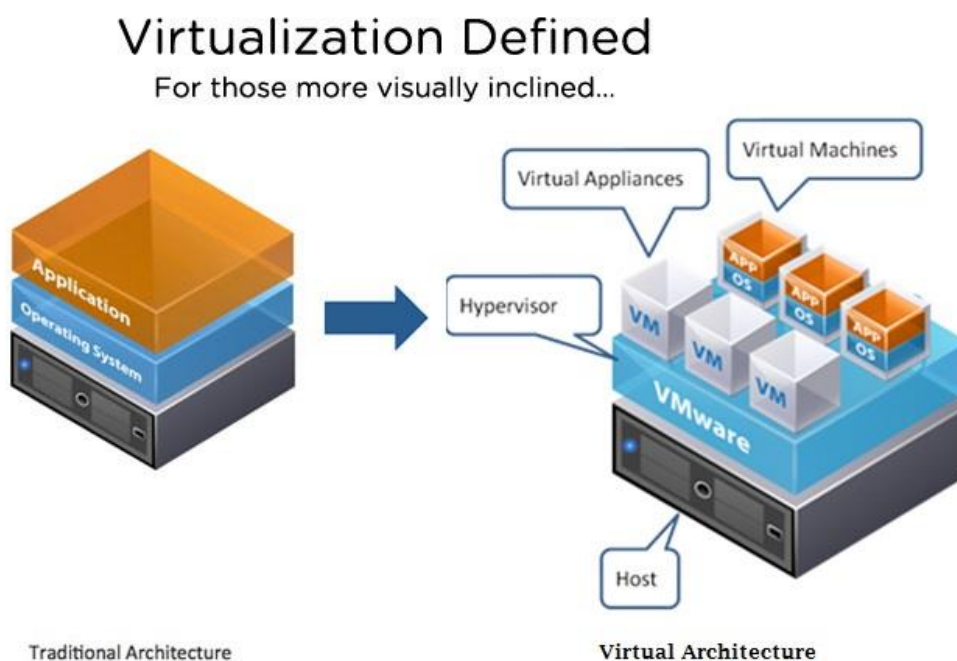 Virtualization Defined
For those more visually inclined...
Application
Operating System
Traditional Architecture
Virtual Appliances
Virtual Machines
Hypervisor
APP
OS
APP
OS
APP
OS
VM
VM
VM
VMware
Host
Virtual Architecture